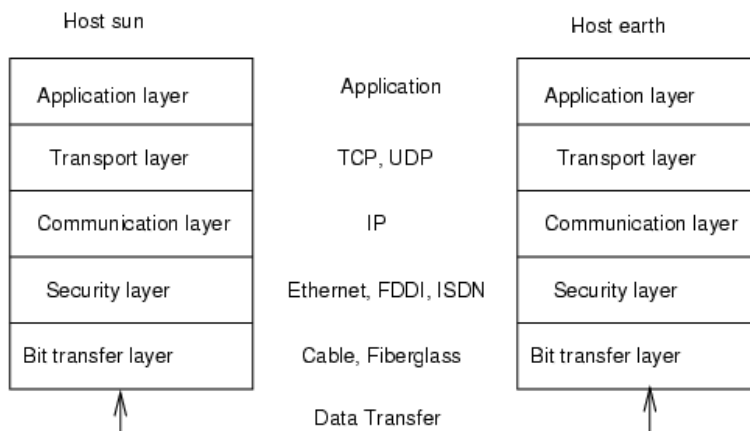 Host sun
Host earth
Application layer
Application
Application layer
Transport layer
TCP, UDP
Transport layer
Communication layer
IP
Communication layer
Security layer
Ethernet, FDDI, ISDN
Security layer
Bit transfer layer
Cable, Fiberglass
Bit transfer layer
Data Transfer